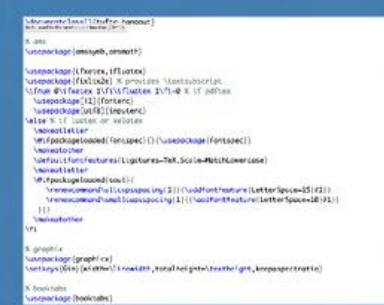 \documentclass[]{tufte-handout}

% ams
\usepackage{amssymb,amsmath}

\usepackage{ifxetex,ifluatex}
\usepackage{fixltx2e} % provides \textsubscript
\ifnum 0\ifxetex 1\fi\ifluatex 1\fi=0 % if pdftex
  \usepackage[T1]{fontenc}
  \usepackage[utf8]{inputenc}
\else % if luatex or xelatex
  \makeatletter
  \@ifpackageloaded{fontspec}{}{\usepackage{fontspec}}
  \makeatother
  \defaultfontfeatures{Ligatures=TeX,Scale=MatchLowercase}
  \makeatletter
  \@ifpackageloaded{soul}{
    \renewcommand\allcapsspacing[1]{{\addfontfeature{LetterSpace=15}#1}}
    \renewcommand\smallcapsspacing[1]{{\addfontfeature{LetterSpace=10}#1}}
  }{}
  \makeatother
\fi

% graphix
\usepackage{graphicx}
\setkeys{Gin}{width=\linewidth,totalheight=\textheight,keepaspectratio}

% booktabs
\usepackage{booktabs}